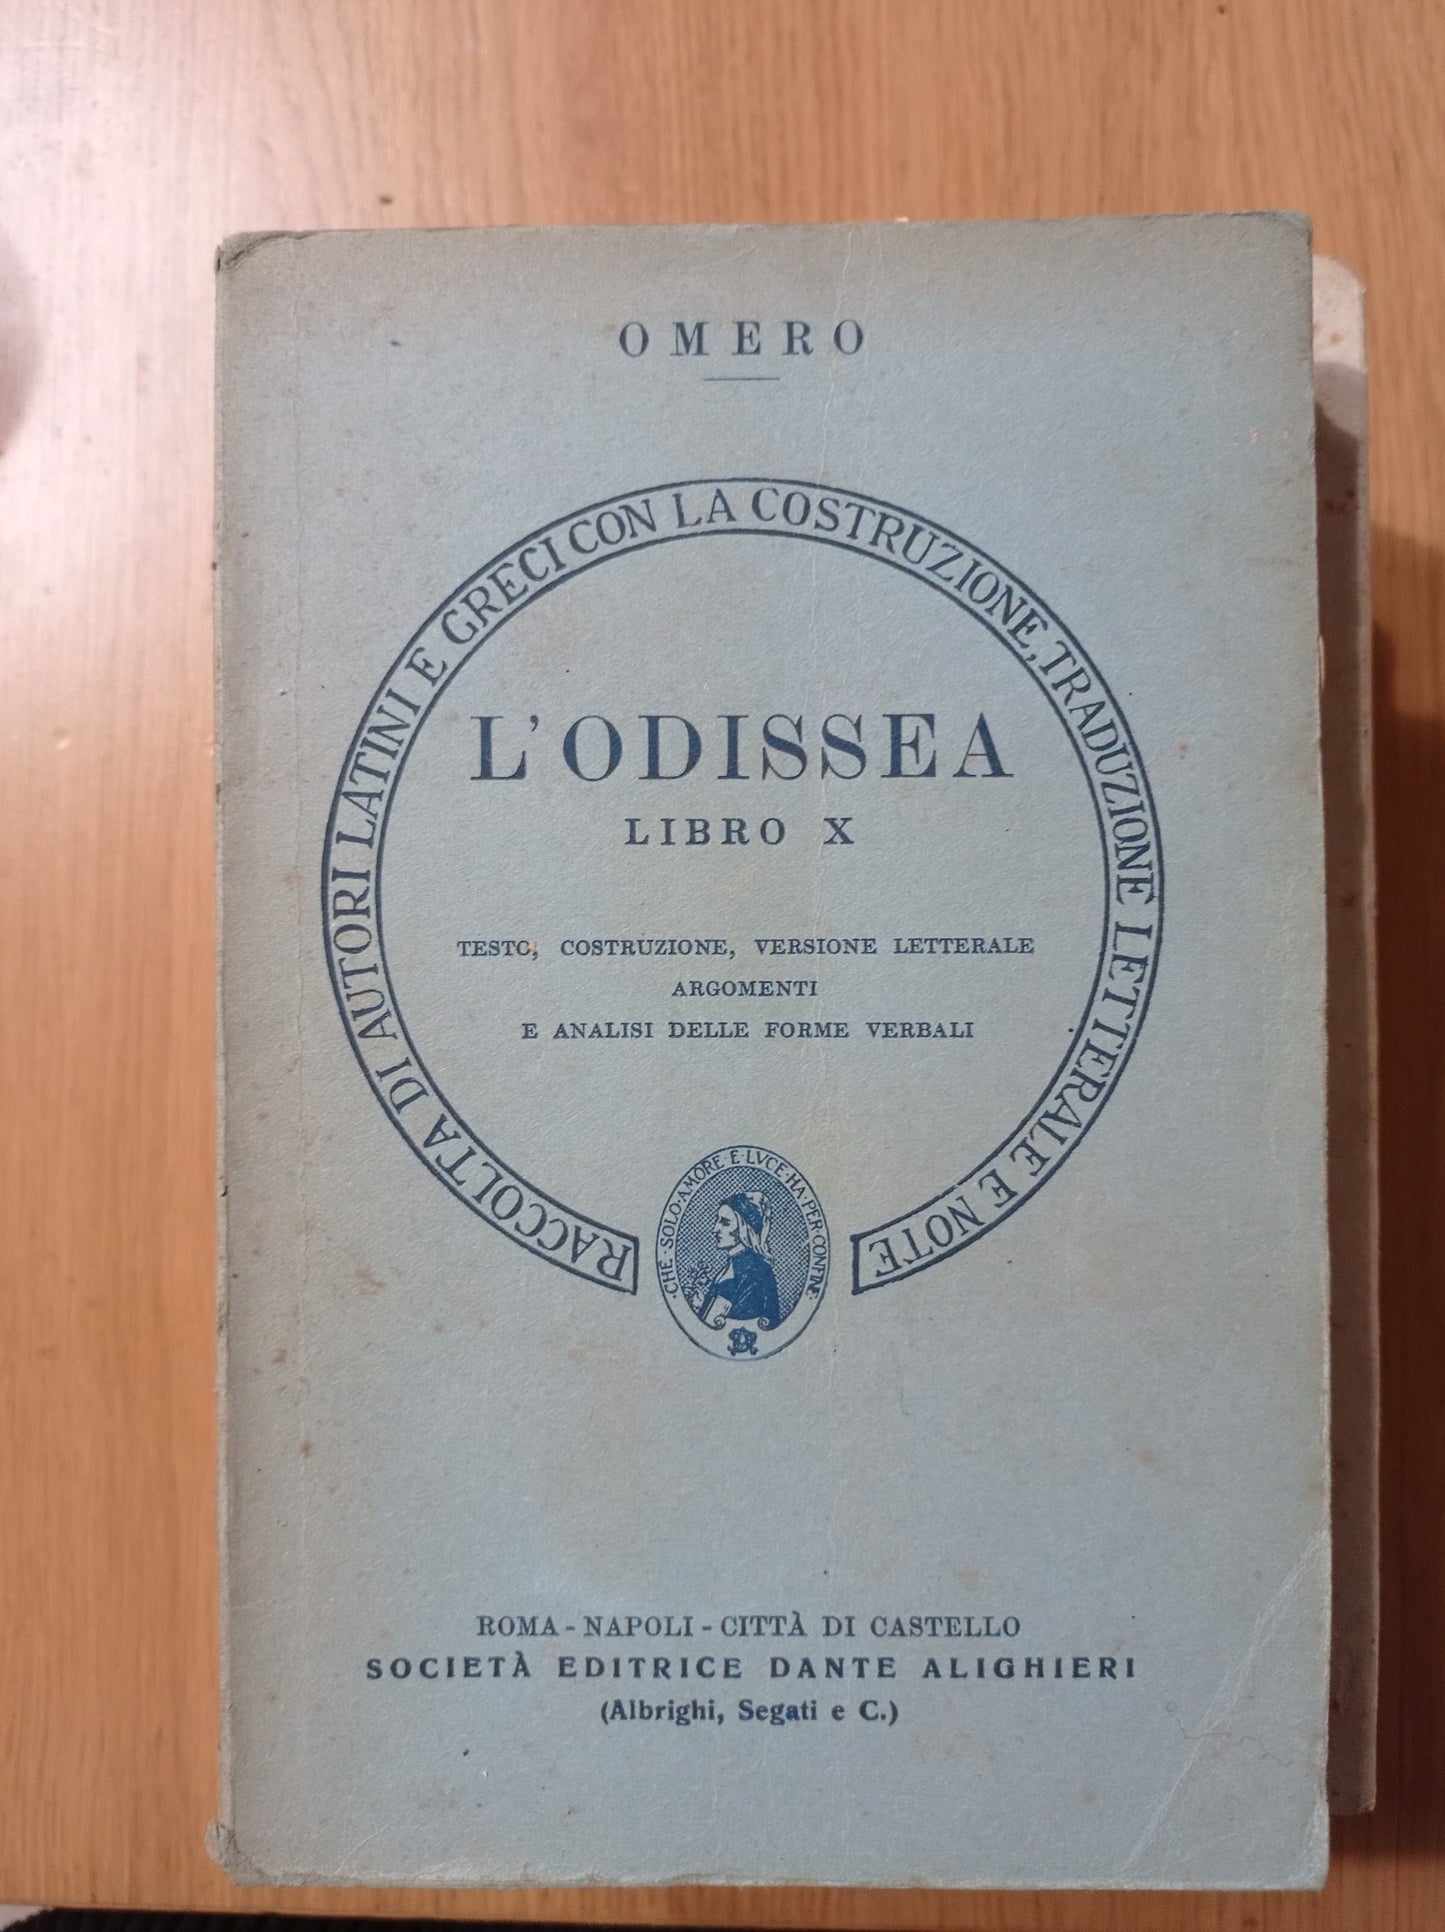 OMERO
RACCOLTA DI AUTORI LATINI E GRECI CON LA COSTRUZIONE, TRADUZIONE LETTERALE E NOTE
L'ODISSEA
LIBRO X
TESTO, COSTRUZIONE, VERSIONE LETTERALE
ARGOMENTI
E ANALISI DELLE FORME VERBALI
·CHE·SOLO·AMORE·E·LVCE·HA·PER·CONFINE·
ROMA - NAPOLI - CITTÀ DI CASTELLO
SOCIETÀ EDITRICE DANTE ALIGHIERI
(Albrighi, Segati e C.)